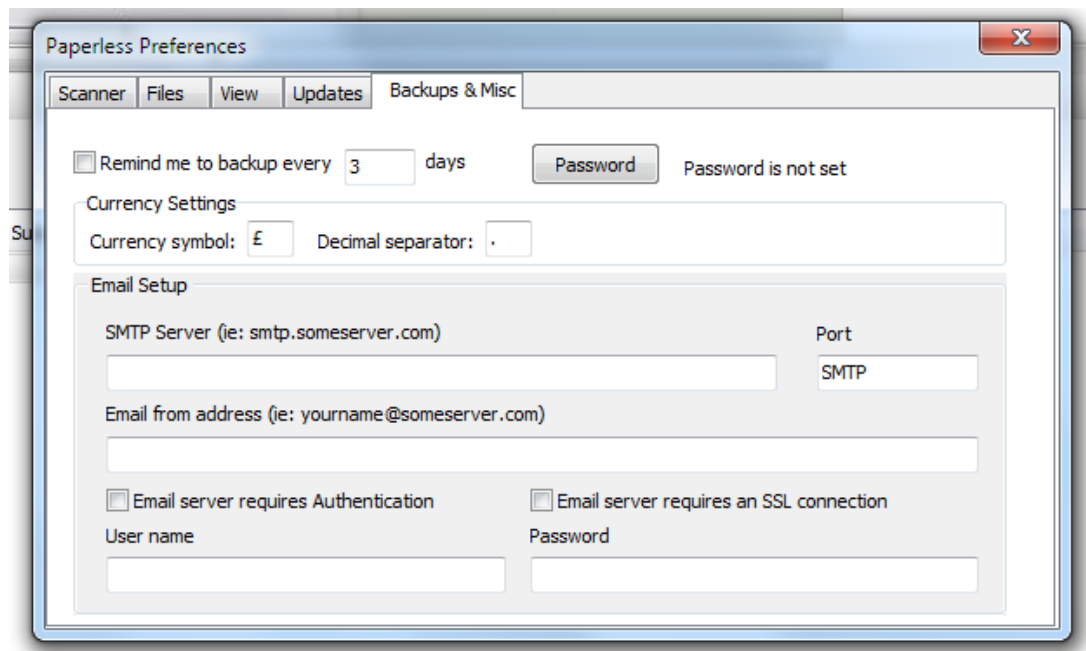 Paperless Preferences
Scanner Files View Updates Backups & Misc
Remind me to backup every 3 days Password Password is not set
Currency Settings
Su
Currency symbol: £ Decimal separator: .
Email Setup
SMTP Server (ie: smtp.someserver.com) Port
SMTP
Email from address (ie: yourname@someserver.com)
Email server requires Authentication Email server requires an SSL connection
User name Password